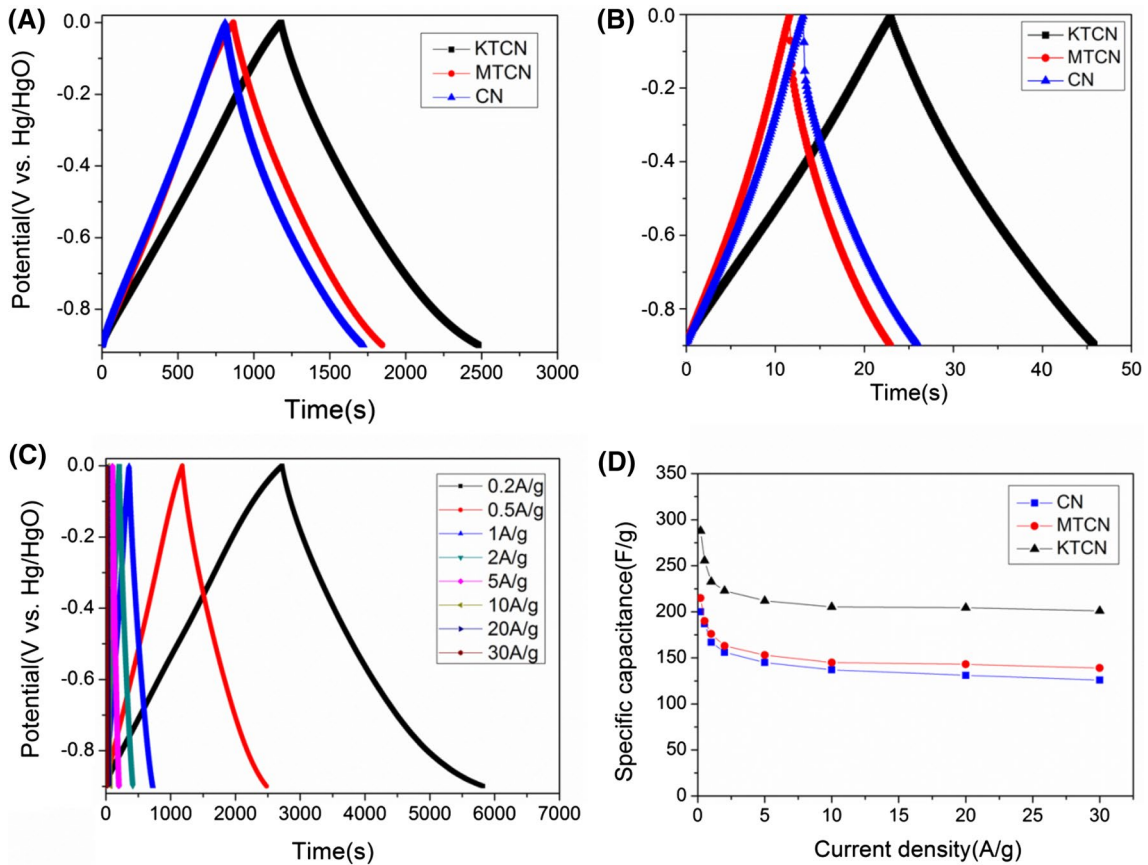 (A)
0.0
-0.2
-0.4
-0.6
-0.8
Potential(V vs. Hg/HgO)
KTCN
MTCN
CN
0 500 1000 1500 2000 2500 3000
Time(s)
(B)
0.0
-0.2
-0.4
-0.6
-0.8
KTCN
MTCN
CN
0 10 20 30 40 50
Time(s)
(C)
0.0
-0.2
-0.4
-0.6
-0.8
Potential(V vs. Hg/HgO)
0.2A/g
0.5A/g
1A/g
2A/g
5A/g
10A/g
20A/g
30A/g
0 1000 2000 3000 4000 5000 6000 7000
Time(s)
(D)
350
300
250
200
150
100
50
0
Specific capacitance(F/g)
CN
MTCN
KTCN
0 5 10 15 20 25 30
Current density(A/g)